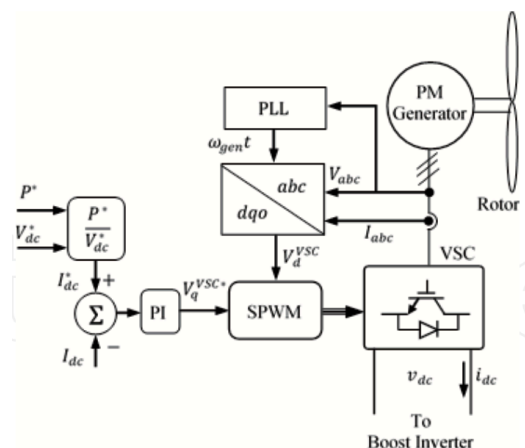 PM
Generator
PLL
ω_gen t
V_abc
abc
dqo
Rotor
P*
V*_dc
P*
V*_dc
I_abc
V_d^VSC
VSC
I*_dc
+
Σ
PI
V_q^VSC*
SPWM
I_dc
−
v_dc
i_dc
To
Boost Inverter